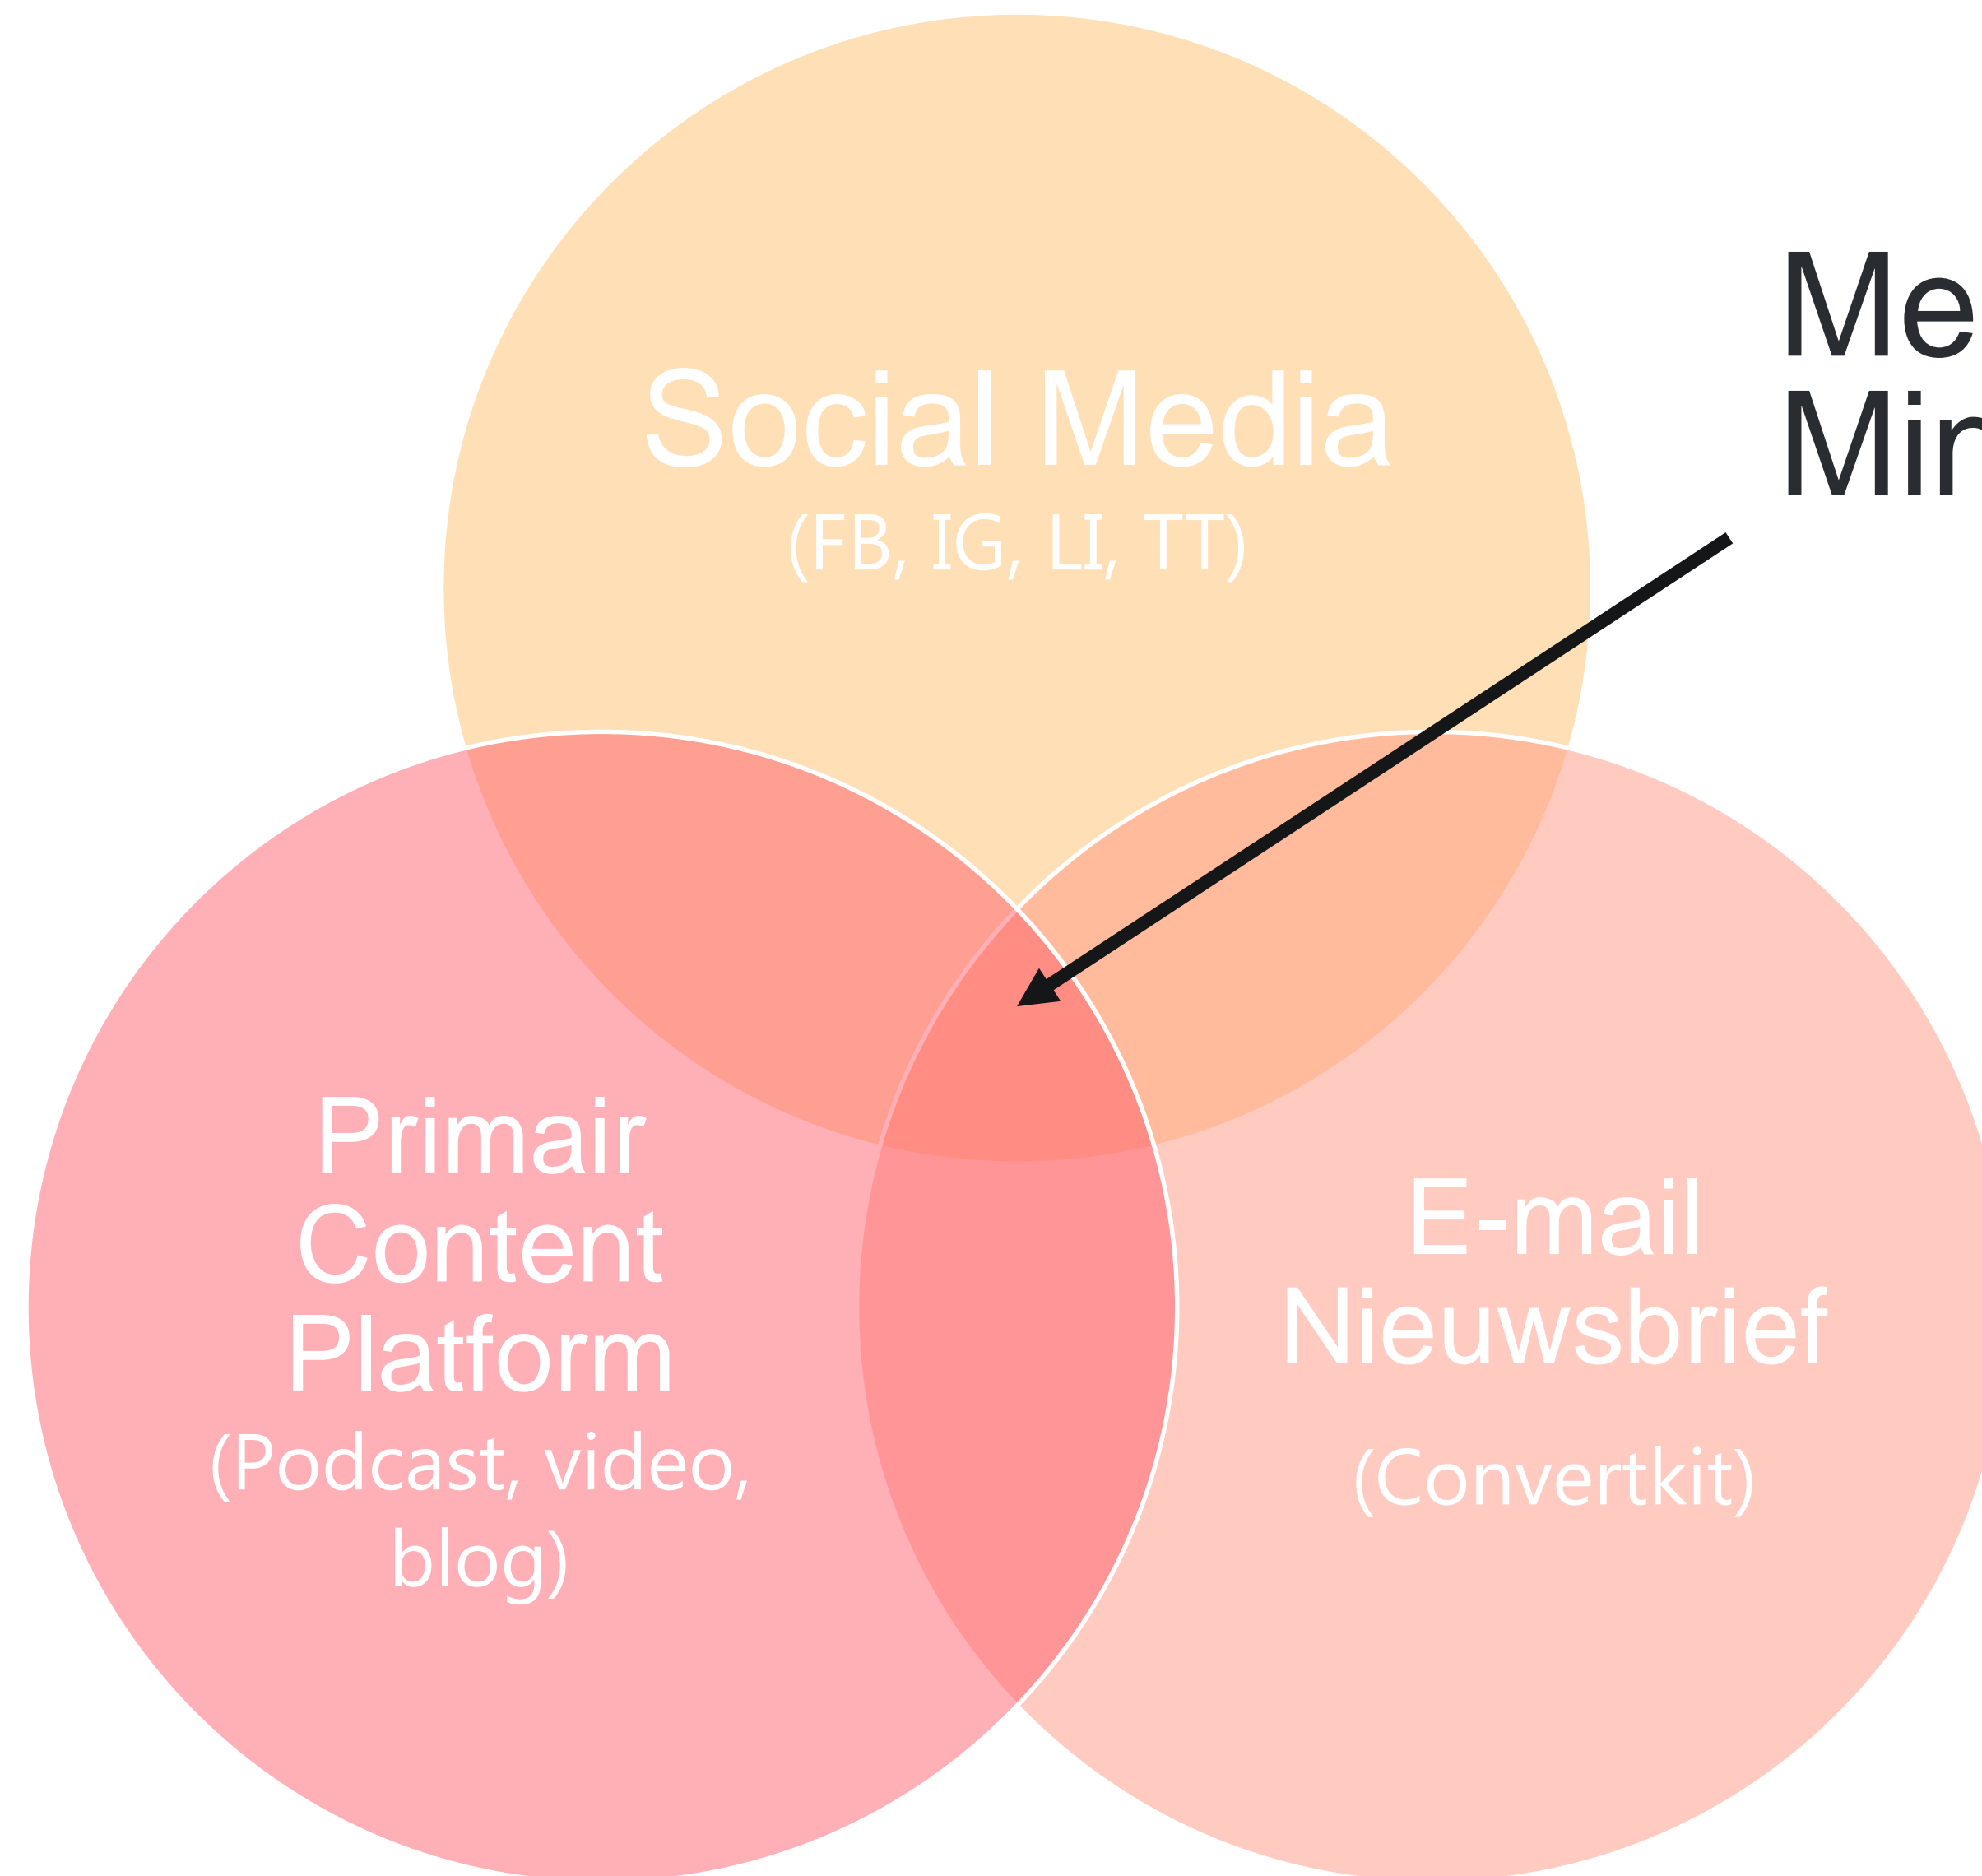 Social Media
(FB, IG, LI, TT)
Primair
Content
Platform
(Podcast, video,
blog)
E-mail
Nieuwsbrief
(Convertkit)